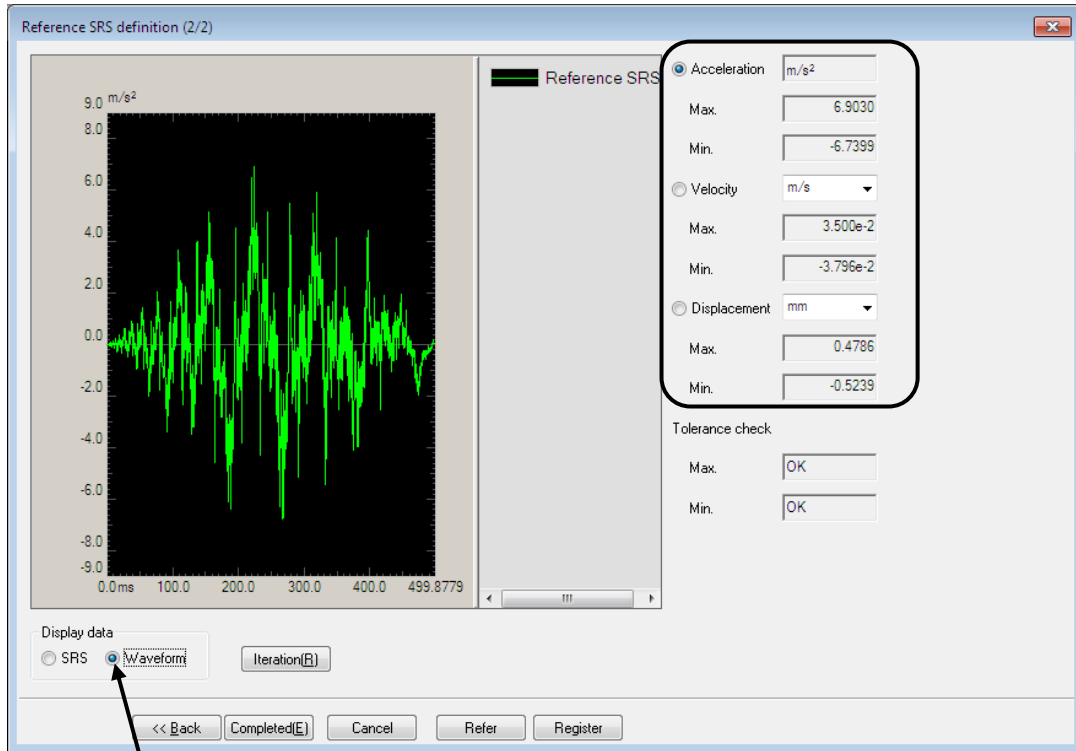 Reference SRS definition (2/2)
9.0 m/s²
8.0
6.0
4.0
2.0
0.0
-2.0
-4.0
-6.0
-8.0
-9.0
0.0ms 100.0 200.0 300.0 400.0 499.8779
Reference SRS
Acceleration m/s²
Max. 6.9030
Min. -6.7399
Velocity m/s
Max. 3.500e-2
Min. -3.796e-2
Displacement mm
Max. 0.4786
Min. -0.5239
Tolerance check
Max. OK
Min. OK
Display data
SRS Waveform Iteration(R)
<< Back Completed(E) Cancel Refer Register